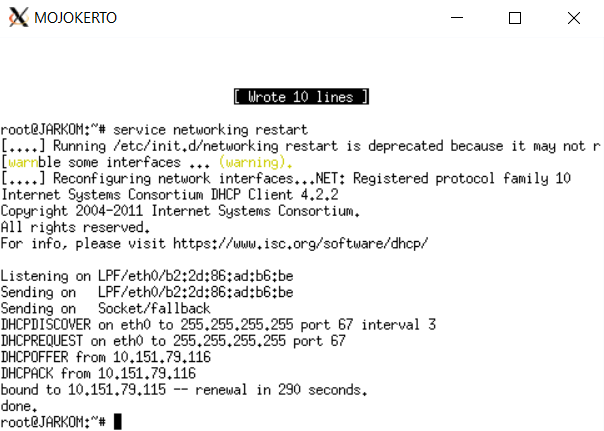 MOJOKERTO
[ Wrote 10 lines ]
root@JARKOM:~# service networking restart
[....] Running /etc/init.d/networking restart is deprecated because it may not r
[warnble some interfaces ... (warning).
[....] Reconfiguring network interfaces...NET: Registered protocol family 10
Internet Systems Consortium DHCP Client 4.2.2
Copyright 2004-2011 Internet Systems Consortium.
All rights reserved.
For info, please visit https://www.isc.org/software/dhcp/
Listening on LPF/eth0/b2:2d:86:ad:b6:be
Sending on   LPF/eth0/b2:2d:86:ad:b6:be
Sending on   Socket/fallback
DHCPDISCOVER on eth0 to 255.255.255.255 port 67 interval 3
DHCPREQUEST on eth0 to 255.255.255.255 port 67
DHCPOFFER from 10.151.79.116
DHCPACK from 10.151.79.116
bound to 10.151.79.115 -- renewal in 290 seconds.
done.
root@JARKOM:~#